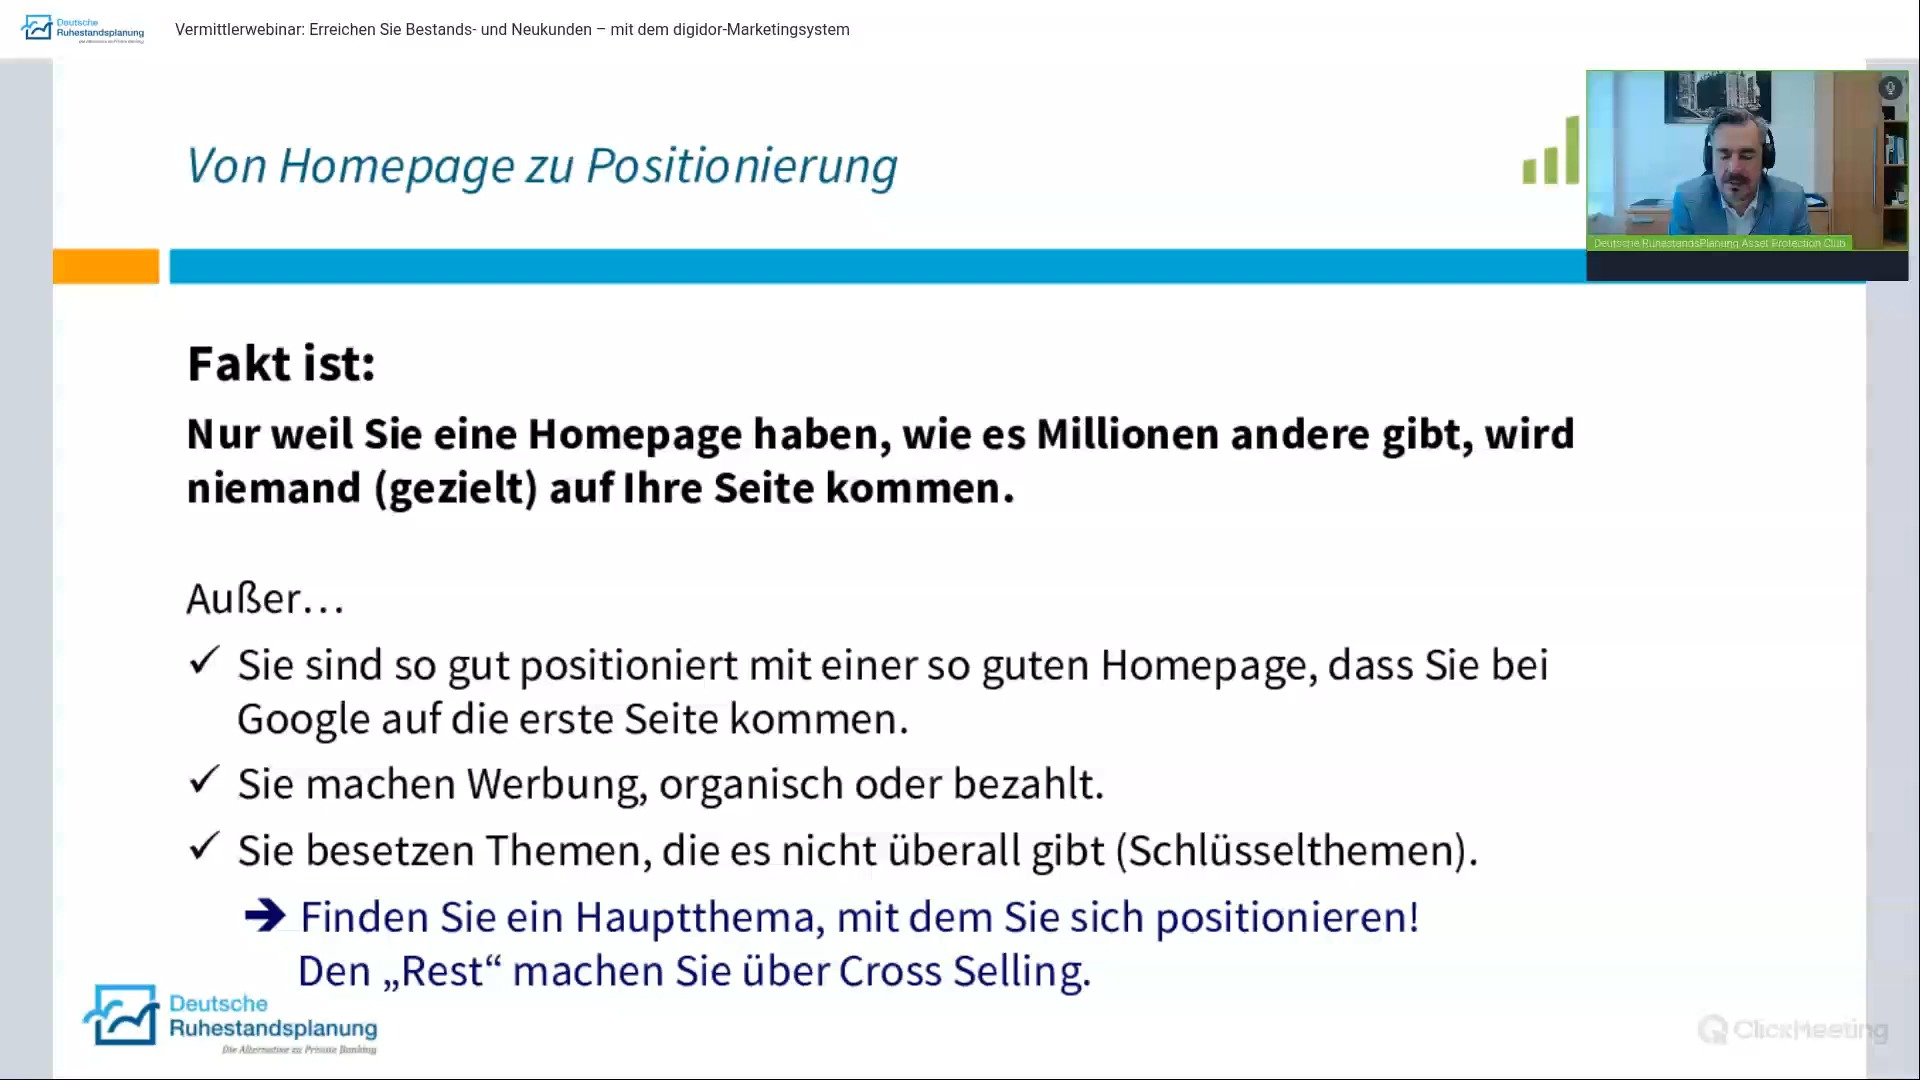 Deutsche
Ruhestandsplanung
Vermittlerwebinar: Erreichen Sie Bestands- und Neukunden – mit dem digidor-Marketingsystem
Von Homepage zu Positionierung
Deutsche RuhestandsPlanung Asset Protection Club
Fakt ist:
Nur weil Sie eine Homepage haben, wie es Millionen andere gibt, wird
niemand (gezielt) auf Ihre Seite kommen.
Außer…
✓ Sie sind so gut positioniert mit einer so guten Homepage, dass Sie bei
Google auf die erste Seite kommen.
✓ Sie machen Werbung, organisch oder bezahlt.
✓ Sie besetzen Themen, die es nicht überall gibt (Schlüsselthemen).
➔ Finden Sie ein Hauptthema, mit dem Sie sich positionieren!
Den „Rest“ machen Sie über Cross Selling.
Deutsche
Ruhestandsplanung
Die Alternative zu Private Banking
ClickMeeting